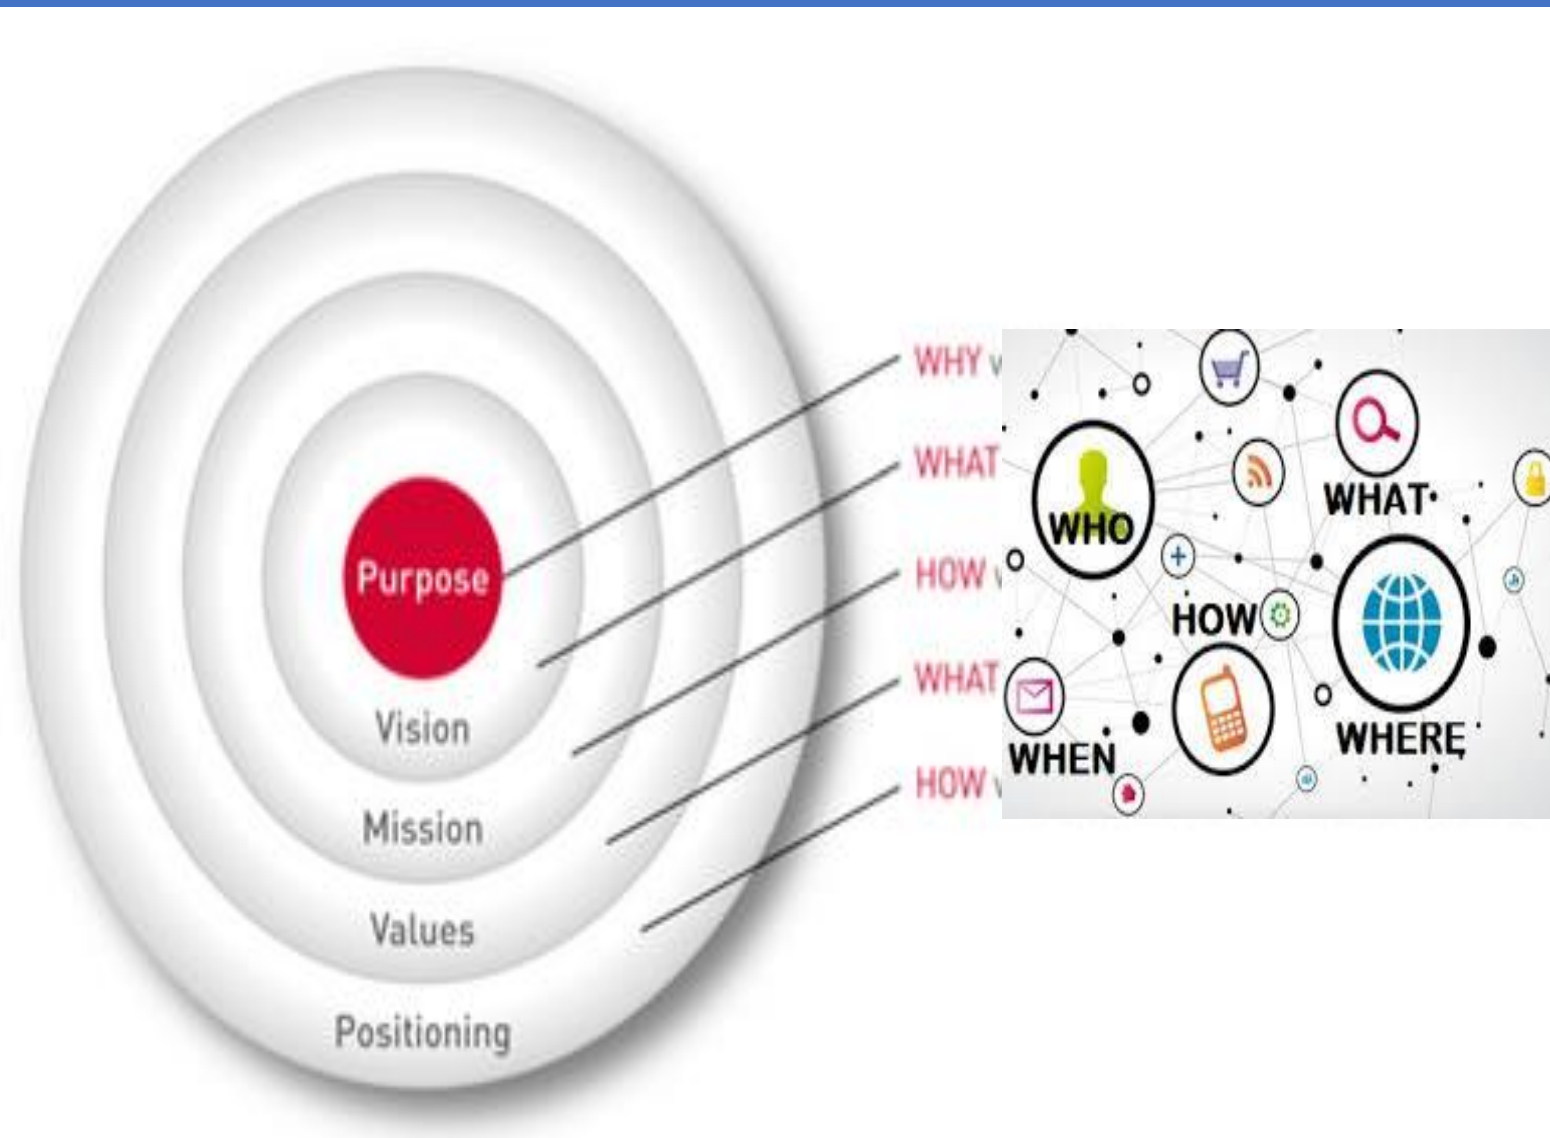 Purpose
Vision
Mission
Values
Positioning
WHY
WHAT
HOW
WHAT
HOW
WHO
WHAT
HOW
WHERE
WHEN